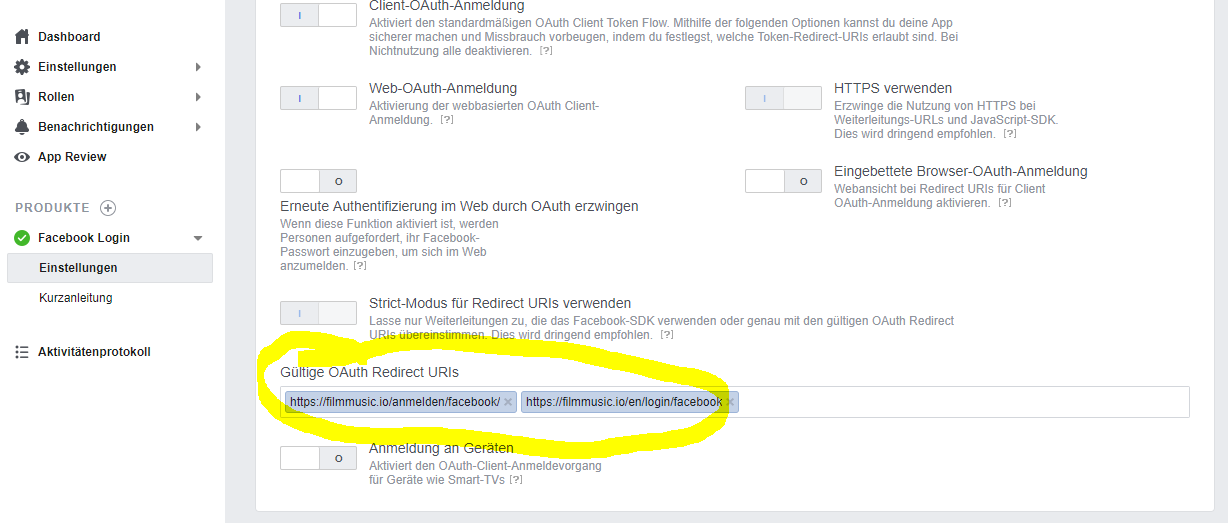 Dashboard
Einstellungen
Rollen
Benachrichtigungen
App Review
PRODUKTE
Facebook Login
Einstellungen
Kurzanleitung
Aktivitätenprotokoll
Client-OAuth-Anmeldung
Aktiviert den standardmäßigen OAuth Client Token Flow. Mithilfe der folgenden Optionen kannst du deine App
sicherer machen und Missbrauch vorbeugen, indem du festlegst, welche Token-Redirect-URIs erlaubt sind. Bei
Nichtnutzung alle deaktivieren. [?]
Web-OAuth-Anmeldung
Aktivierung der webbasierten OAuth Client-
Anmeldung. [?]
HTTPS verwenden
Erzwinge die Nutzung von HTTPS bei
Weiterleitungs-URLs und JavaScript-SDK.
Dies wird dringend empfohlen. [?]
Erneute Authentifizierung im Web durch OAuth erzwingen
Wenn diese Funktion aktiviert ist, werden
Personen aufgefordert, ihr Facebook-
Passwort einzugeben, um sich im Web
anzumelden. [?]
Eingebettete Browser-OAuth-Anmeldung
Webansicht bei Redirect URIs für Client
OAuth-Anmeldung aktivieren. [?]
Strict-Modus für Redirect URIs verwenden
Lasse nur Weiterleitungen zu, die das Facebook-SDK verwenden oder genau mit den gültigen OAuth Redirect
URIs übereinstimmen. Dies wird dringend empfohlen. [?]
Gültige OAuth Redirect URIs
https://filmmusic.io/anmelden/facebook/ https://filmmusic.io/en/login/facebook
Anmeldung an Geräten
Aktiviert den OAuth-Client-Anmeldevorgang
für Geräte wie Smart-TVs [?]